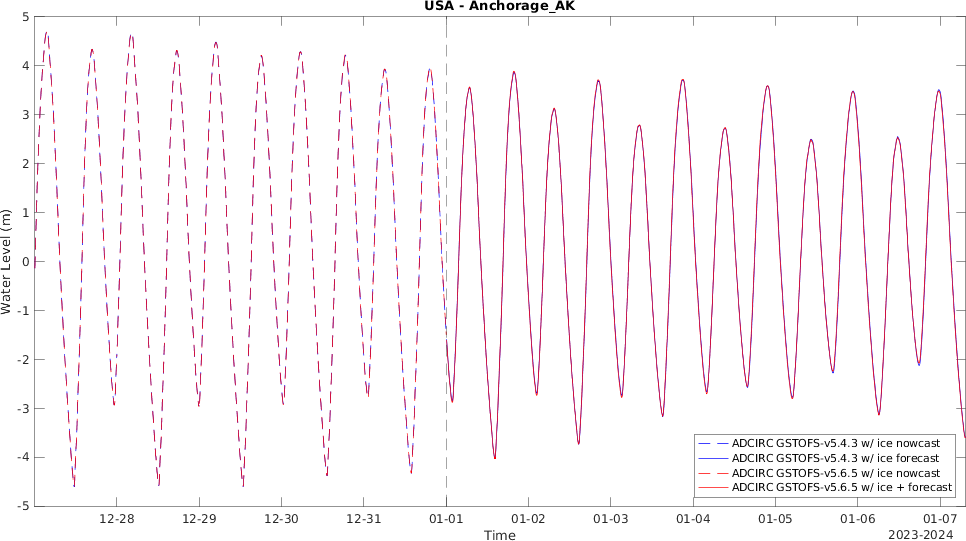 USA - Anchorage_AK
5
4
3
2
1
0
-1
-2
-3
-4
-5
Water Level (m)
ADCIRC GSTOFS-v5.4.3 w/ ice nowcast
ADCIRC GSTOFS-v5.4.3 w/ ice forecast
ADCIRC GSTOFS-v5.6.5 w/ ice nowcast
ADCIRC GSTOFS-v5.6.5 w/ ice + forecast
12-28 12-29 12-30 12-31 01-01 01-02 01-03 01-04 01-05 01-06 01-07
Time
2023-2024